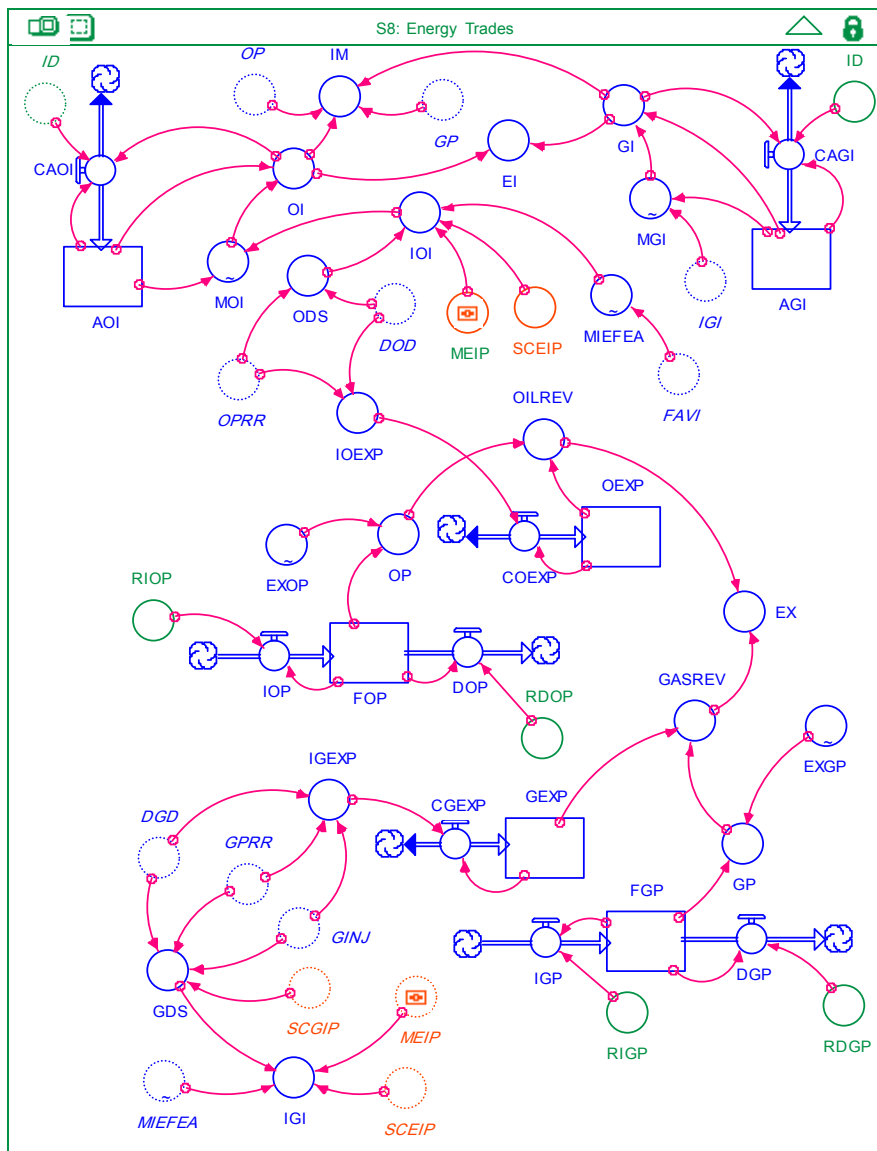 S8: Energy Trades
OP
IM
ID
ID
GP
GI
CAOI
EI
CAGI
OI
MGI
IOI
AOI
MOI
ODS
IGI
AGI
DOD
MEIP
SCEIP
MIEFEA
OPRR
FAVI
OILREV
IOEXP
OEXP
EXOP
OP
COEXP
RIOP
EX
IOP
FOP
DOP
RDOP
GASREV
IGEXP
EXGP
DGD
CGEXP
GEXP
GPRR
GP
FGP
GINJ
IGP
DGP
GDS
SCGIP
MEIP
RIGP
RDGP
MIEFEA
IGI
SCEIP
~
~
~
~
~
~